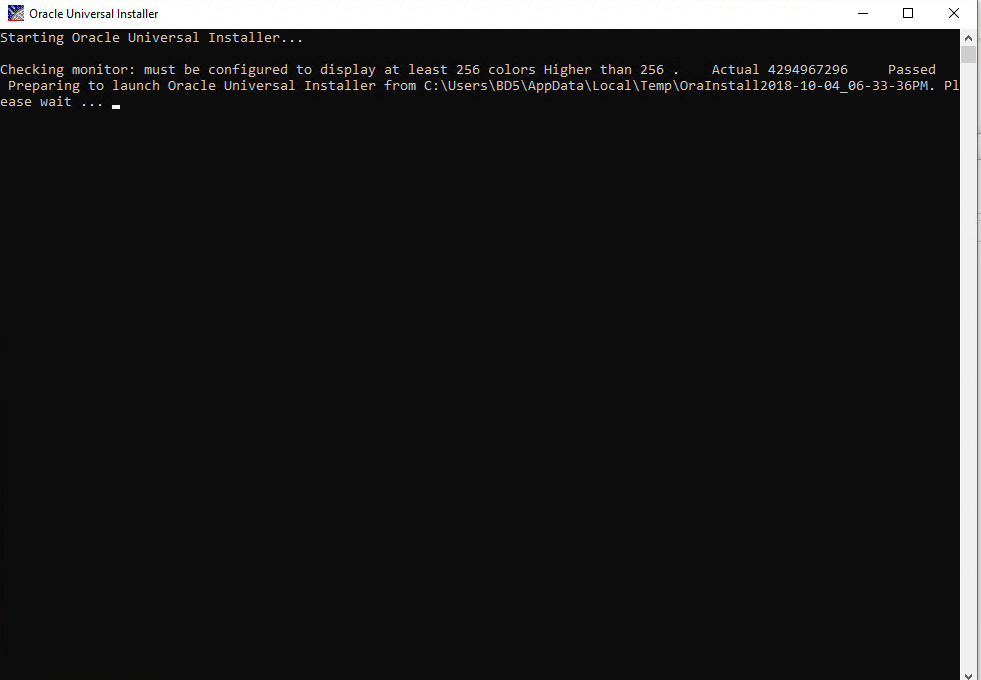 Oracle Universal Installer
Starting Oracle Universal Installer...
Checking monitor: must be configured to display at least 256 colors Higher than 256 .    Actual 4294967296     Passed
 Preparing to launch Oracle Universal Installer from C:\Users\BD5\AppData\Local\Temp\OraInstall2018-10-04_06-33-36PM. Pl
ease wait ...